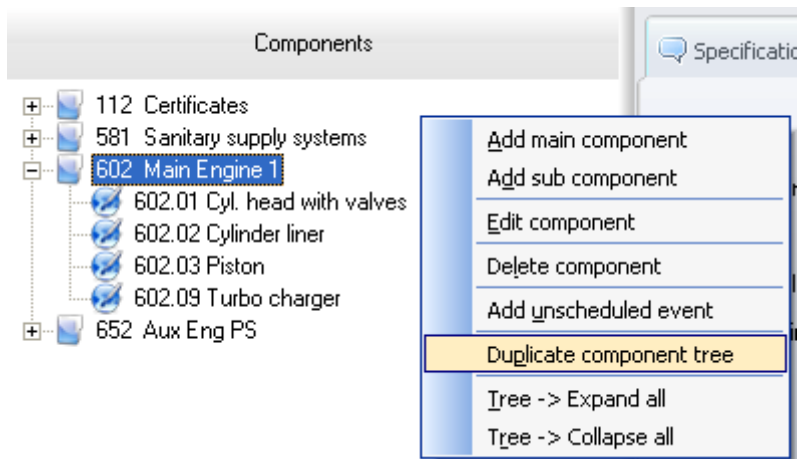 Components
112 Certificates
581 Sanitary supply systems
602 Main Engine 1
602.01 Cyl. head with valves
602.02 Cylinder liner
602.03 Piston
602.09 Turbo charger
652 Aux Eng PS
Add main component
Add sub component
Edit component
Delete component
Add unscheduled event
Duplicate component tree
Tree -> Expand all
Tree -> Collapse all